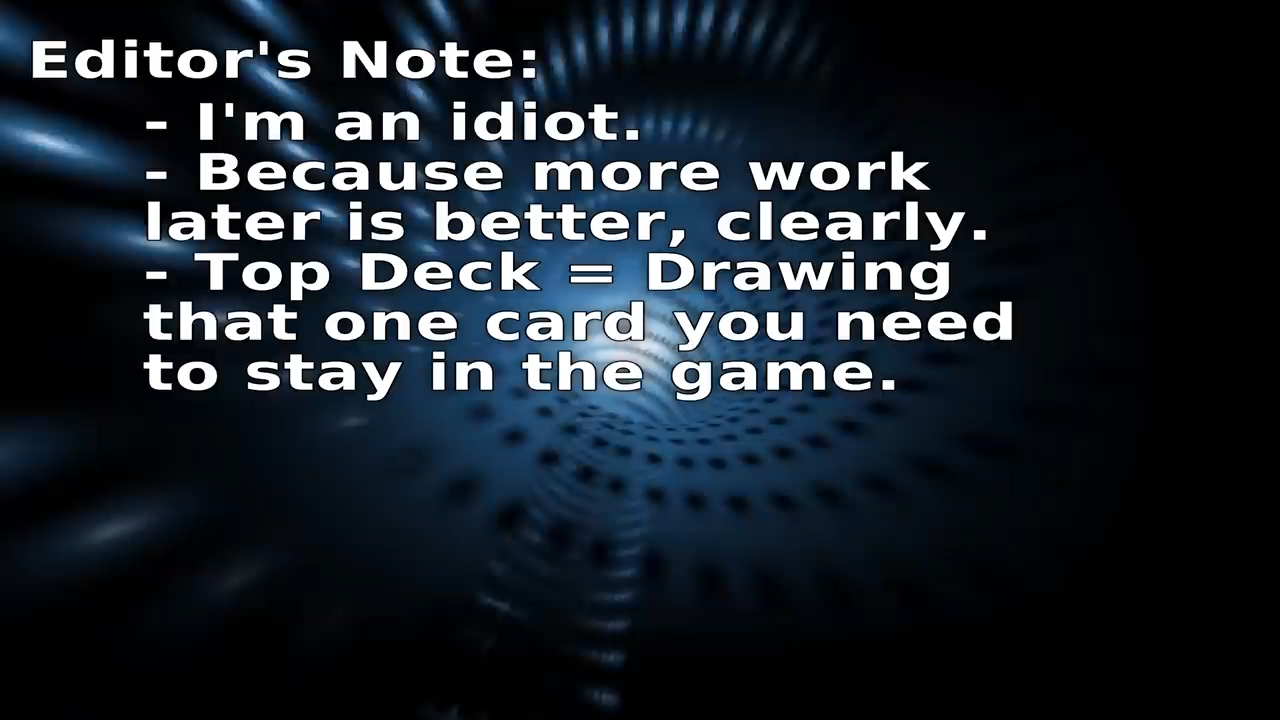 Editor's Note:
- I'm an idiot.
- Because more work
later is better, clearly.
- Top Deck = Drawing
that one card you need
to stay in the game.